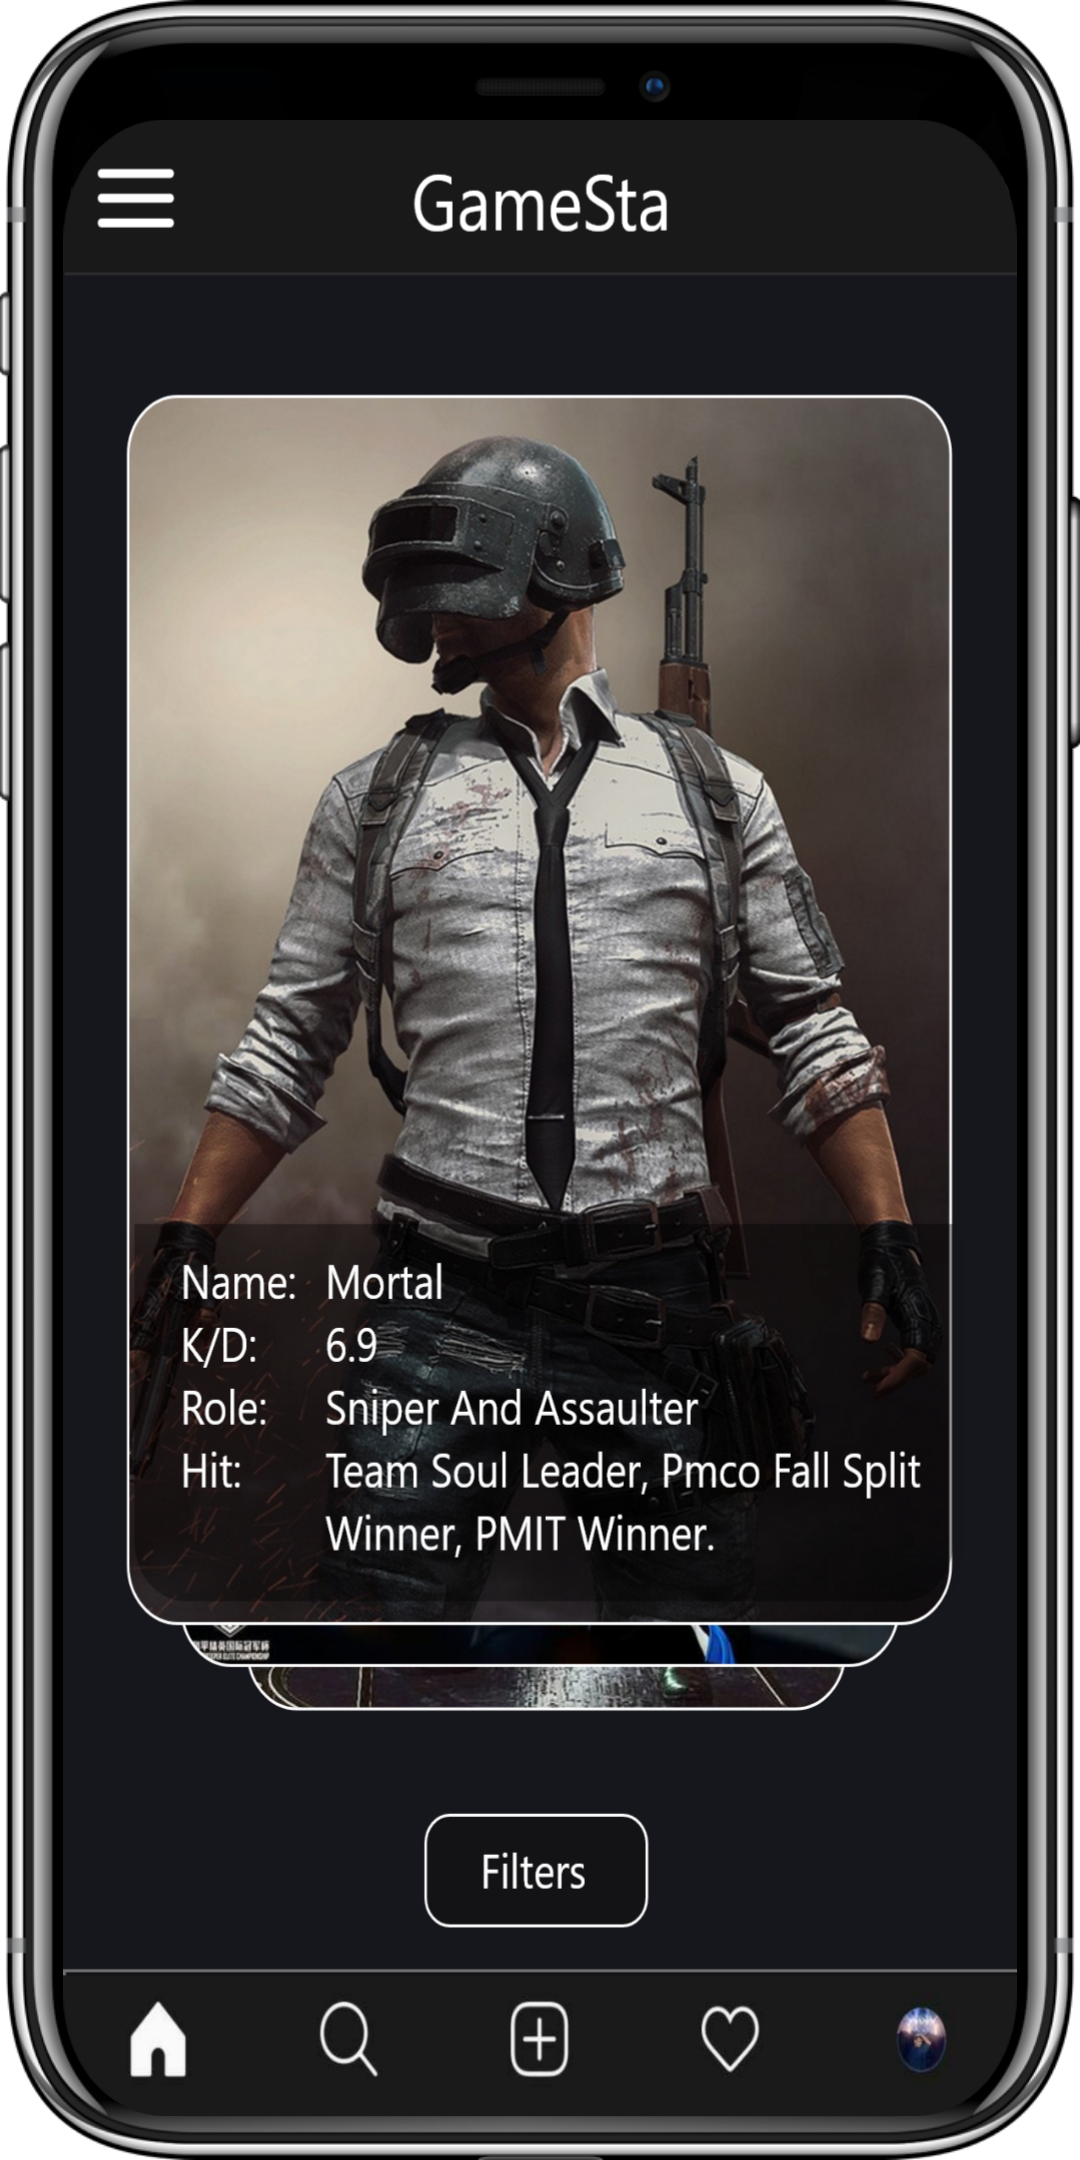 GameSta
Name: Mortal
K/D: 6.9
Role: Sniper And Assaulter
Hit: Team Soul Leader, Pmco Fall Split
Winner, PMIT Winner.
Filters